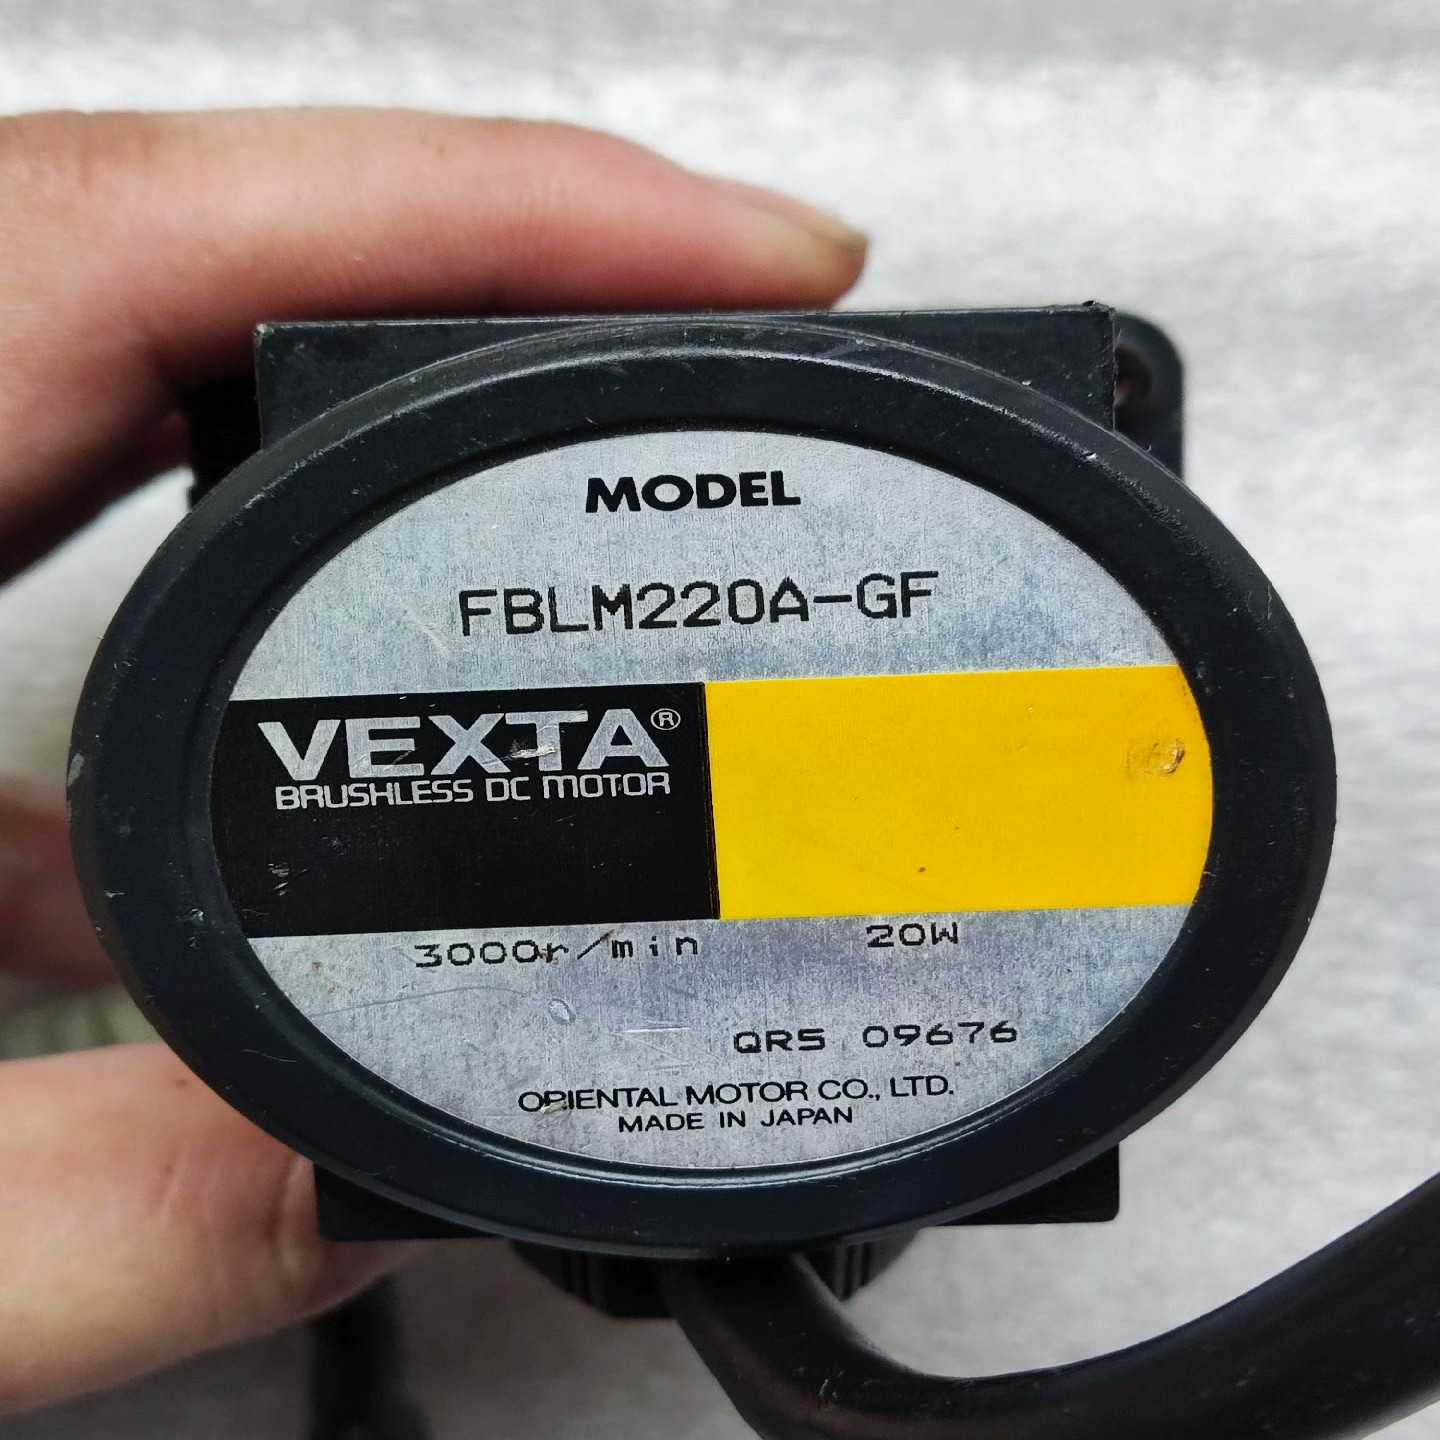 MODEL
FBLM220A-GF
VEXTA®
BRUSHLESS DC MOTOR
3000r/min 20W
QRS 09676
ORIENTAL MOTOR CO., LTD.
MADE IN JAPAN